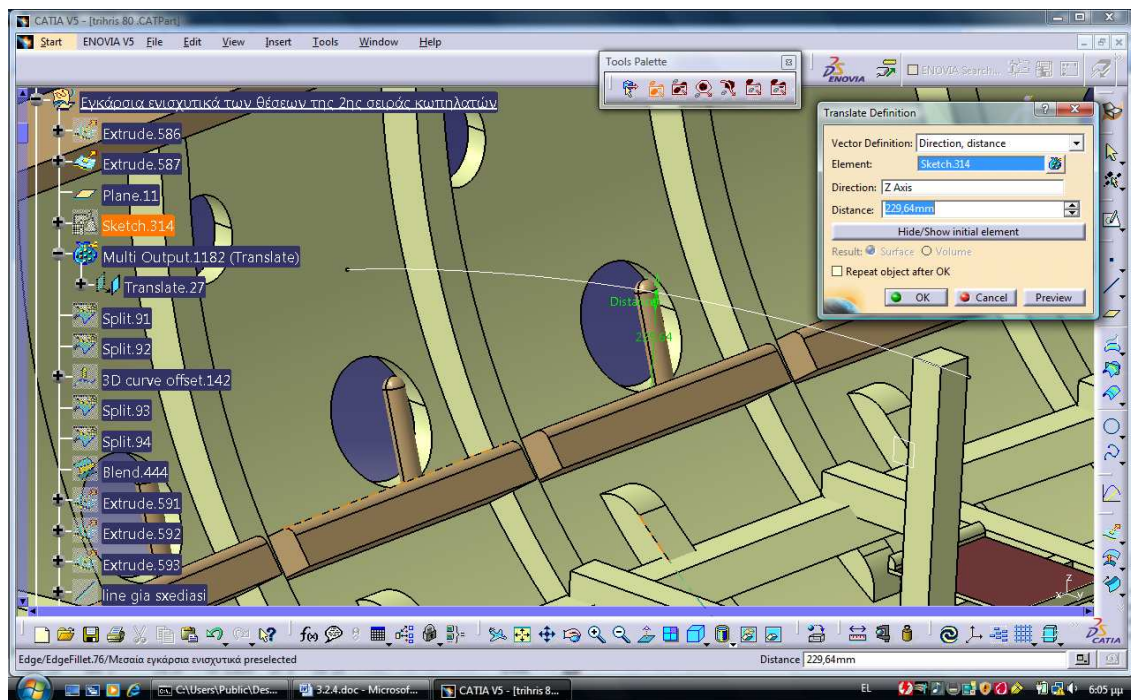 CATIA V5 - [trihris 80 .CATPart]
Start ENOVIA V5 File Edit View Insert Tools Window Help
Tools Palette
ENOVIA
ENOVIA Search...
Εγκάρσια ενισχυτικά των θέσεων της 2ης σειράς κωπηλατών
Extrude.586
Extrude.587
Plane.11
Sketch.314
Multi Output.1182 (Translate)
Translate.27
Split.91
Split.92
3D curve offset.142
Split.93
Split.94
Blend.444
Extrude.591
Extrude.592
Extrude.593
line gia sxediasi
Translate Definition
Vector Definition: Direction, distance
Element: Sketch.314
Direction: Z Axis
Distance: 229,64mm
Hide/Show initial element
Result: Surface Volume
Repeat object after OK
OK Cancel Preview
Distance
229,64
z
x y
f(x)
CATIA
Edge/EdgeFillet.76/Μεσαία εγκάρσια ενισχυτικά preselected
Distance 229,64mm
C:\Users\Public\Des... 3.2.4.doc - Microsof... CATIA V5 - [trihris 8... EL 6:05 μμ